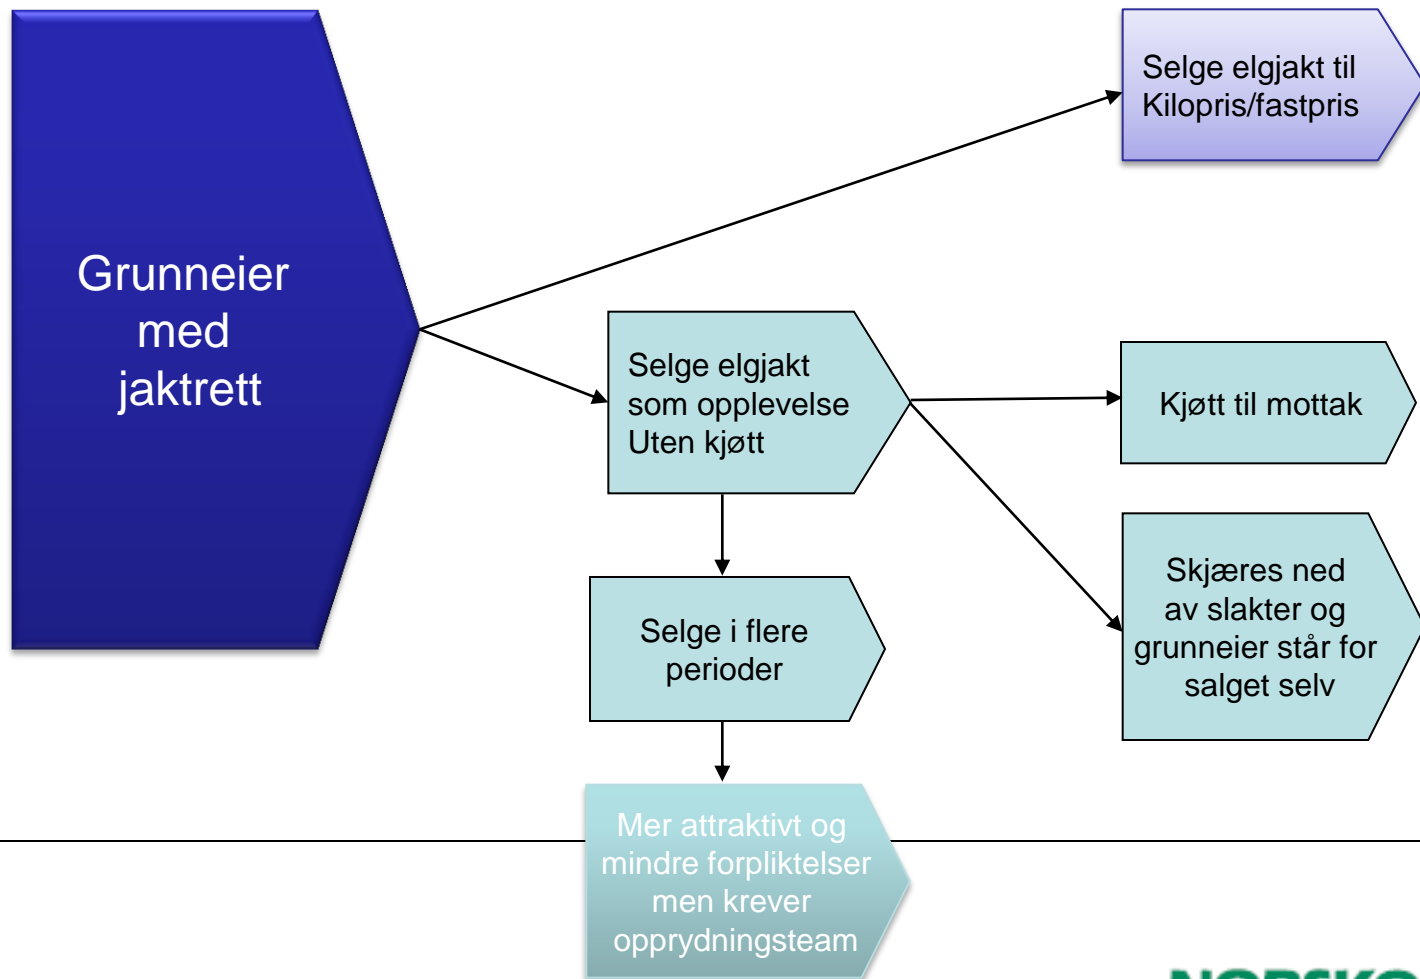 Selge elgjakt til
Kilopris/fastpris
Grunneier
med
jaktrett
Selge elgjakt
som opplevelse
Uten kjøtt
Kjøtt til mottak
Skjæres ned
av slakter og
grunneier står for
salget selv
Selge i flere
perioder
Mer attraktivt og
mindre forpliktelser
men krever
opprydningsteam